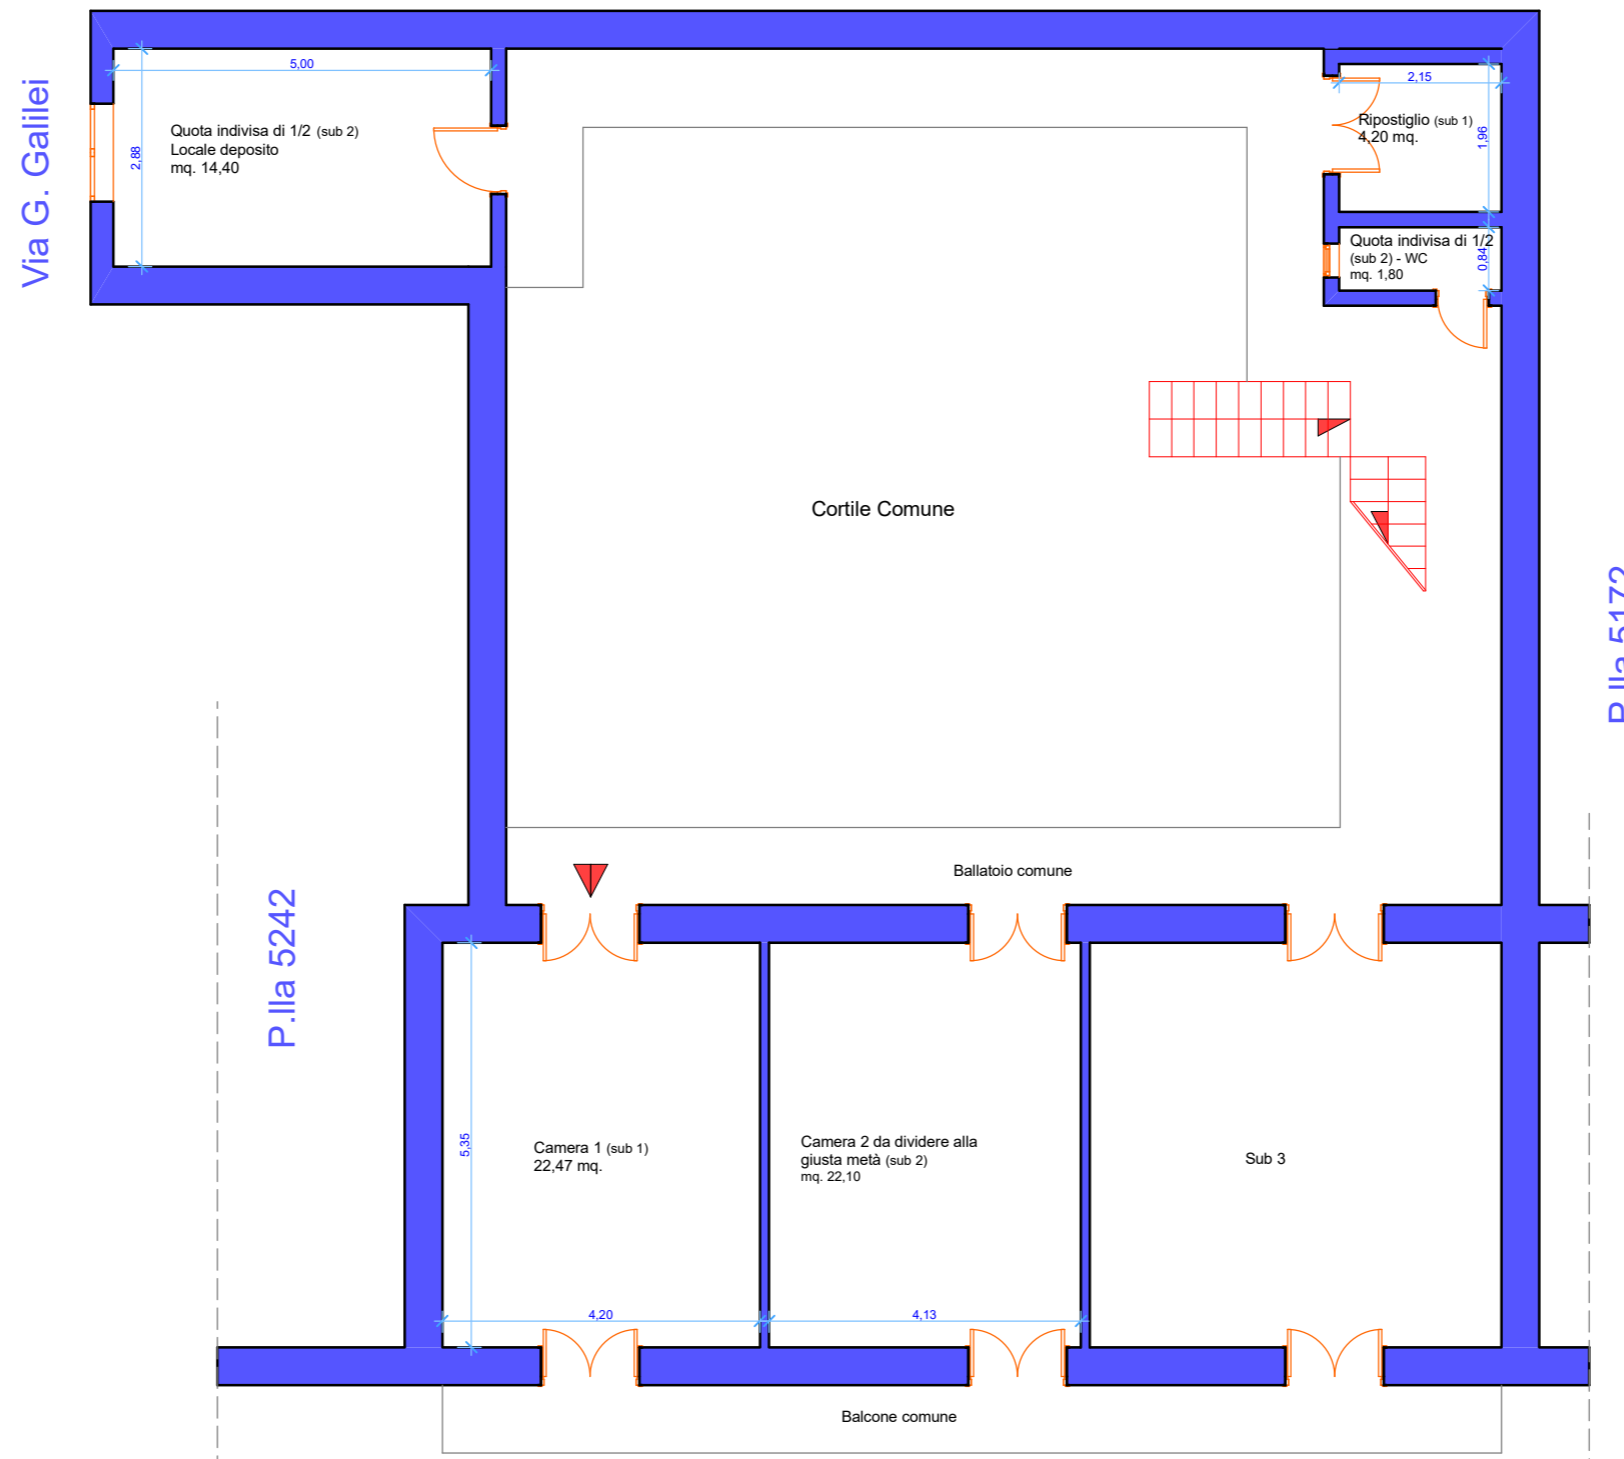 Via G. Galilei
5,00
2,88
Quota indivisa di 1/2 (sub 2)
Locale deposito
mq. 14,40
2,15
Ripostiglio (sub 1)
4,20 mq.
1,96
Quota indivisa di 1/2
(sub 2) - WC
mq. 1,80
0,84
Cortile Comune
P.lla 5172
Ballatoio comune
P.lla 5242
5,35
Camera 1 (sub 1)
22,47 mq.
Camera 2 da dividere alla
giusta metà (sub 2)
mq. 22,10
Sub 3
4,20
4,13
Balcone comune